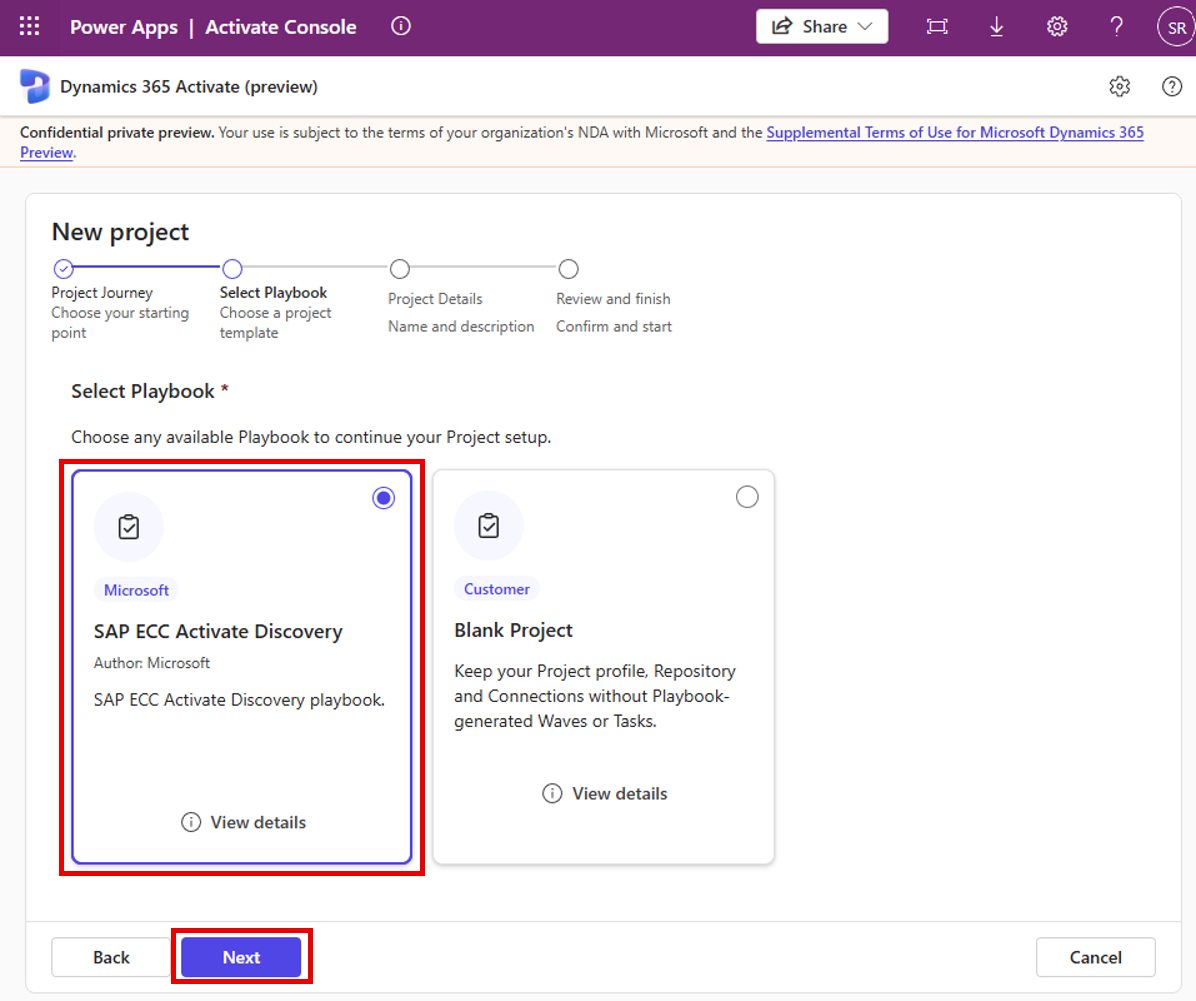 Power Apps | Activate Console
Share
SR
Dynamics 365 Activate (preview)
Confidential private preview. Your use is subject to the terms of your organization's NDA with Microsoft and the Supplemental Terms of Use for Microsoft Dynamics 365
Preview.
New project
Project Journey
Choose your starting
point
Select Playbook
Choose a project
template
Project Details
Name and description
Review and finish
Confirm and start
Select Playbook *
Choose any available Playbook to continue your Project setup.
Microsoft
SAP ECC Activate Discovery
Author: Microsoft
SAP ECC Activate Discovery playbook.
View details
Customer
Blank Project
Keep your Project profile, Repository
and Connections without Playbook-
generated Waves or Tasks.
View details
Back
Next
Cancel